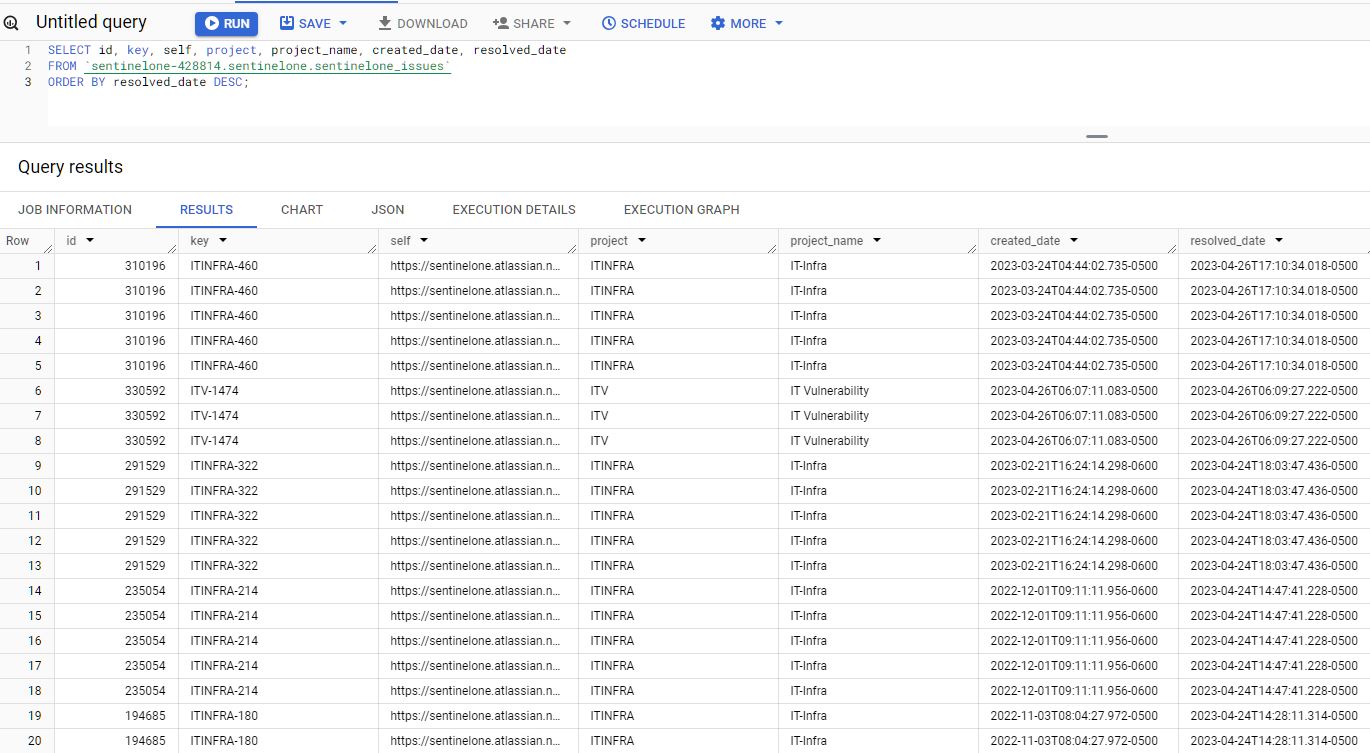 Untitled query RUN SAVE DOWNLOAD SHARE SCHEDULE MORE
1 SELECT id, key, self, project, project_name, created_date, resolved_date
2 FROM `sentinelone-428814.sentinelone.sentinelone_issues`
3 ORDER BY resolved_date DESC;
Query results
JOB INFORMATION RESULTS CHART JSON EXECUTION DETAILS EXECUTION GRAPH
Row id key self project project_name created_date resolved_date
1 310196 ITINFRA-460 https://sentinelone.atlassian.n... ITINFRA IT-Infra 2023-03-24T04:44:02.735-0500 2023-04-26T17:10:34.018-0500
2 310196 ITINFRA-460 https://sentinelone.atlassian.n... ITINFRA IT-Infra 2023-03-24T04:44:02.735-0500 2023-04-26T17:10:34.018-0500
3 310196 ITINFRA-460 https://sentinelone.atlassian.n... ITINFRA IT-Infra 2023-03-24T04:44:02.735-0500 2023-04-26T17:10:34.018-0500
4 310196 ITINFRA-460 https://sentinelone.atlassian.n... ITINFRA IT-Infra 2023-03-24T04:44:02.735-0500 2023-04-26T17:10:34.018-0500
5 310196 ITINFRA-460 https://sentinelone.atlassian.n... ITINFRA IT-Infra 2023-03-24T04:44:02.735-0500 2023-04-26T17:10:34.018-0500
6 330592 ITV-1474 https://sentinelone.atlassian.n... ITV IT Vulnerability 2023-04-26T06:07:11.083-0500 2023-04-26T06:09:27.222-0500
7 330592 ITV-1474 https://sentinelone.atlassian.n... ITV IT Vulnerability 2023-04-26T06:07:11.083-0500 2023-04-26T06:09:27.222-0500
8 330592 ITV-1474 https://sentinelone.atlassian.n... ITV IT Vulnerability 2023-04-26T06:07:11.083-0500 2023-04-26T06:09:27.222-0500
9 291529 ITINFRA-322 https://sentinelone.atlassian.n... ITINFRA IT-Infra 2023-02-21T16:24:14.298-0600 2023-04-24T18:03:47.436-0500
10 291529 ITINFRA-322 https://sentinelone.atlassian.n... ITINFRA IT-Infra 2023-02-21T16:24:14.298-0600 2023-04-24T18:03:47.436-0500
11 291529 ITINFRA-322 https://sentinelone.atlassian.n... ITINFRA IT-Infra 2023-02-21T16:24:14.298-0600 2023-04-24T18:03:47.436-0500
12 291529 ITINFRA-322 https://sentinelone.atlassian.n... ITINFRA IT-Infra 2023-02-21T16:24:14.298-0600 2023-04-24T18:03:47.436-0500
13 291529 ITINFRA-322 https://sentinelone.atlassian.n... ITINFRA IT-Infra 2023-02-21T16:24:14.298-0600 2023-04-24T18:03:47.436-0500
14 235054 ITINFRA-214 https://sentinelone.atlassian.n... ITINFRA IT-Infra 2022-12-01T09:11:11.956-0600 2023-04-24T14:47:41.228-0500
15 235054 ITINFRA-214 https://sentinelone.atlassian.n... ITINFRA IT-Infra 2022-12-01T09:11:11.956-0600 2023-04-24T14:47:41.228-0500
16 235054 ITINFRA-214 https://sentinelone.atlassian.n... ITINFRA IT-Infra 2022-12-01T09:11:11.956-0600 2023-04-24T14:47:41.228-0500
17 235054 ITINFRA-214 https://sentinelone.atlassian.n... ITINFRA IT-Infra 2022-12-01T09:11:11.956-0600 2023-04-24T14:47:41.228-0500
18 235054 ITINFRA-214 https://sentinelone.atlassian.n... ITINFRA IT-Infra 2022-12-01T09:11:11.956-0600 2023-04-24T14:47:41.228-0500
19 194685 ITINFRA-180 https://sentinelone.atlassian.n... ITINFRA IT-Infra 2022-11-03T08:04:27.972-0500 2023-04-24T14:28:11.314-0500
20 194685 ITINFRA-180 https://sentinelone.atlassian.n... ITINFRA IT-Infra 2022-11-03T08:04:27.972-0500 2023-04-24T14:28:11.314-0500